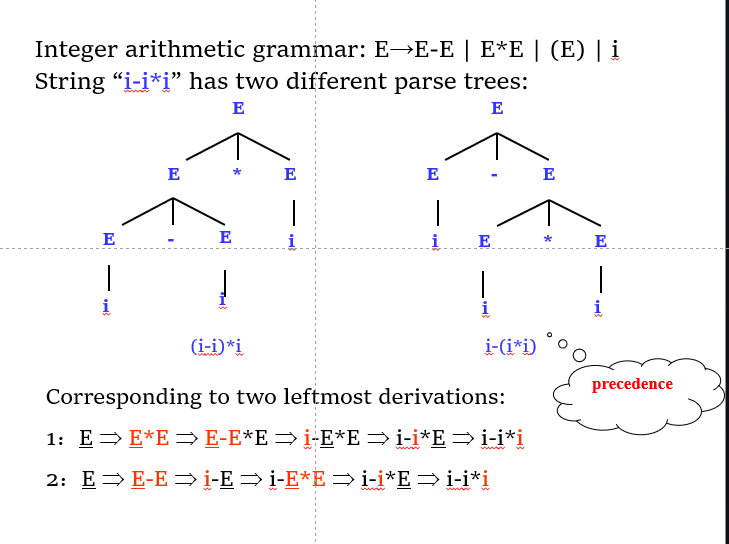 Integer arithmetic grammar: E→E-E | E*E | (E) | i
String “i-i*i” has two different parse trees:
E E
E * E E - E
E - E i i E * E
i i i i
(i-i)*i i-(i*i)
precedence
Corresponding to two leftmost derivations:
1: E ⇒ E*E ⇒ E-E*E ⇒ i-E*E ⇒ i-i*E ⇒ i-i*i
2: E ⇒ E-E ⇒ i-E ⇒ i-E*E ⇒ i-i*E ⇒ i-i*i